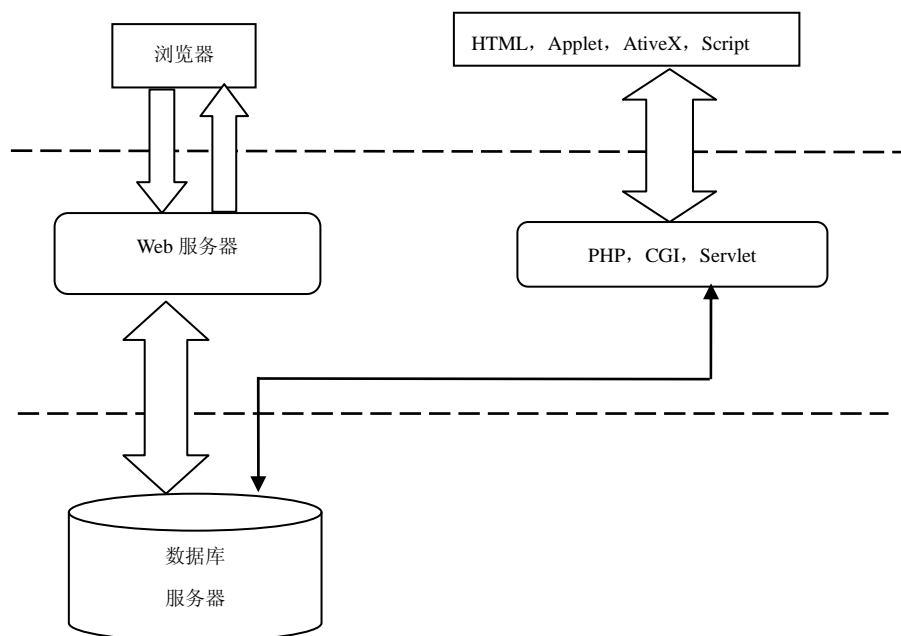 浏览器
HTML，Applet，AtiveX，Script
Web 服务器
PHP，CGI，Servlet
数据库
服务器